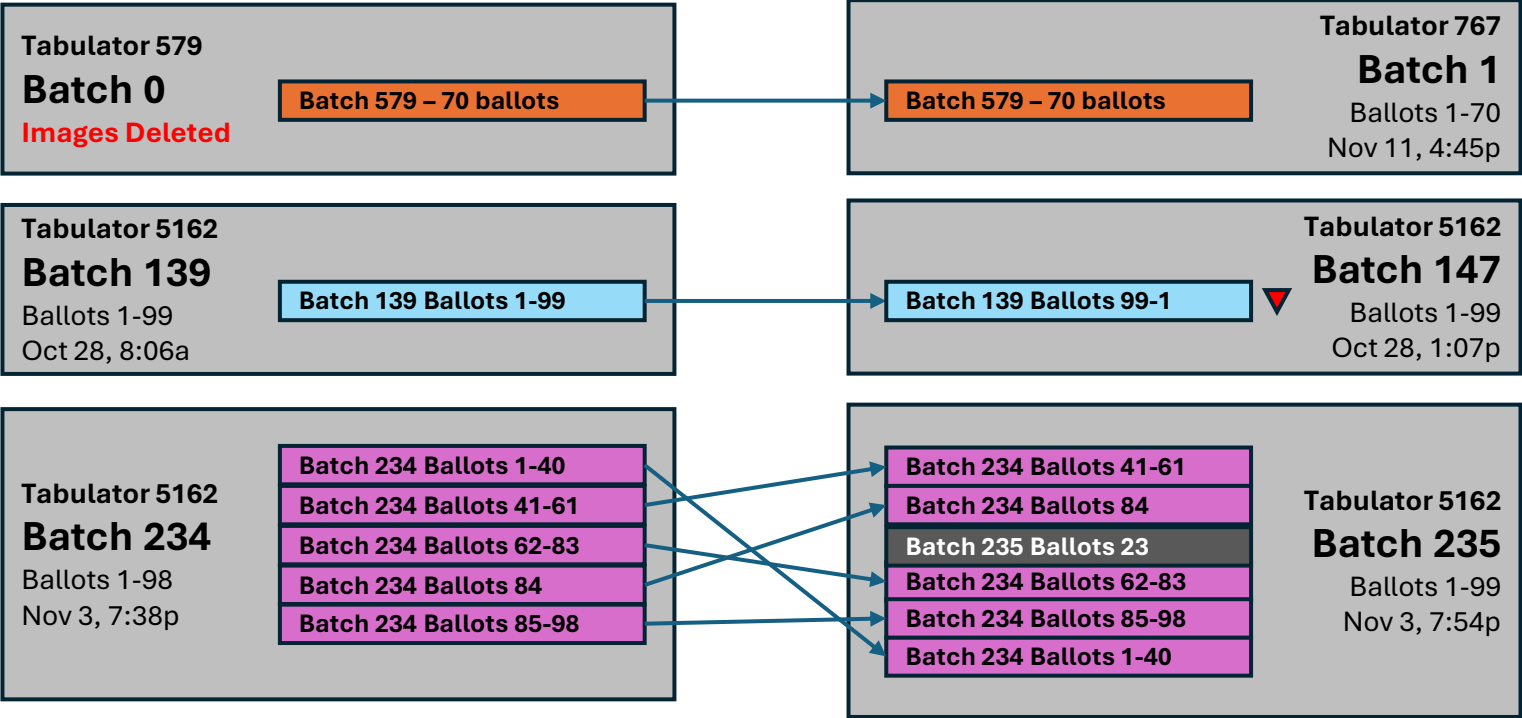 Tabulator 579
Batch 0
Images Deleted
Batch 579 – 70 ballots
Batch 579 – 70 ballots
Tabulator 767
Batch 1
Ballots 1-70
Nov 11, 4:45p
Tabulator 5162
Batch 139
Ballots 1-99
Oct 28, 8:06a
Batch 139 Ballots 1-99
Batch 139 Ballots 99-1
Tabulator 5162
Batch 147
Ballots 1-99
Oct 28, 1:07p
Tabulator 5162
Batch 234
Ballots 1-98
Nov 3, 7:38p
Batch 234 Ballots 1-40
Batch 234 Ballots 41-61
Batch 234 Ballots 62-83
Batch 234 Ballots 84
Batch 234 Ballots 85-98
Batch 234 Ballots 41-61
Batch 234 Ballots 84
Batch 235 Ballots 23
Batch 234 Ballots 62-83
Batch 234 Ballots 85-98
Batch 234 Ballots 1-40
Tabulator 5162
Batch 235
Ballots 1-99
Nov 3, 7:54p